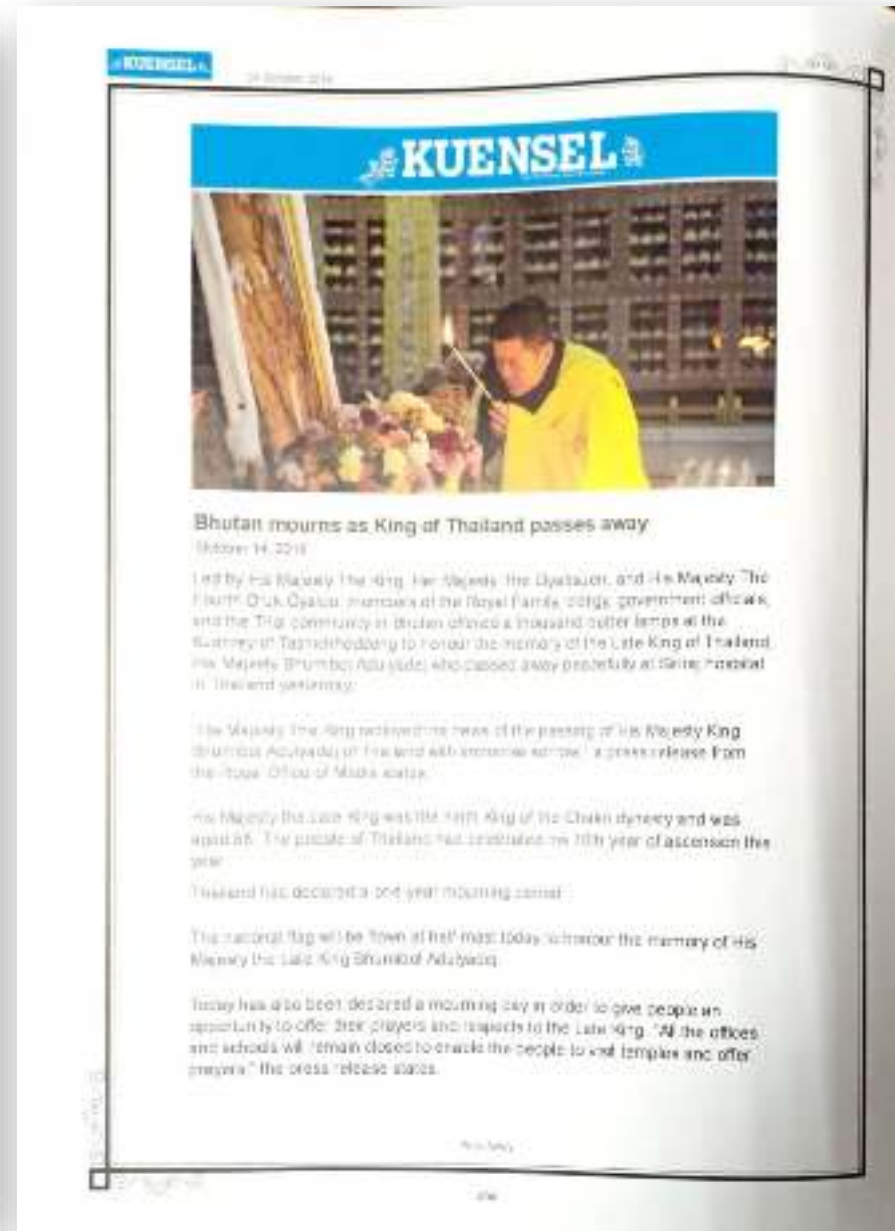 KUENSEL
14 October 2016
KUENSEL
Bhutan mourns as King of Thailand passes away
October 14, 2016
Led by His Majesty The King, Her Majesty The Gyaltsuen, and His Majesty The
Fourth Druk Gyalpo, members of the Royal Family, clergy, government officials,
and the Thai community in Bhutan offered a thousand butter lamps at the
Kuenrey of Tashichhodzong to honour the memory of the Late King of Thailand,
His Majesty Bhumibol Adulyadej who passed away peacefully at Siriraj hospital
in Thailand yesterday.
"His Majesty The King received the news of the passing of His Majesty King
Bhumibol Adulyadej of Thailand with immense sorrow," a press release from
the Royal Office of Media states.
His Majesty the Late King was the ninth King of the Chakri dynasty and was
aged 88. The people of Thailand had celebrated his 70th year of ascension this
year.
Thailand has declared a one-year mourning period.
The national flag will be flown at half mast today to honour the memory of His
Majesty the Late King Bhumibol Adulyadej.
Today has also been declared a mourning day in order to give people an
opportunity to offer their prayers and respects to the Late King. "All the offices
and schools will remain closed to enable the people to visit temples and offer
prayers," the press release states.